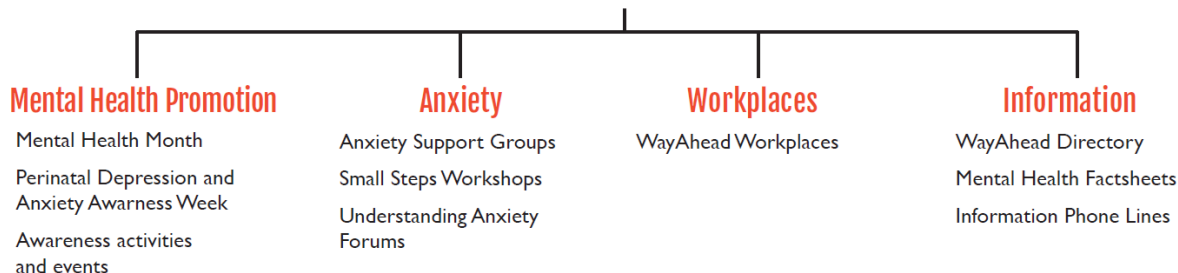 Mental Health Promotion
Mental Health Month
Perinatal Depression and
Anxiety Awarness Week
Awareness activities
and events
Anxiety
Anxiety Support Groups
Small Steps Workshops
Understanding Anxiety
Forums
Workplaces
WayAhead Workplaces
Information
WayAhead Directory
Mental Health Factsheets
Information Phone Lines